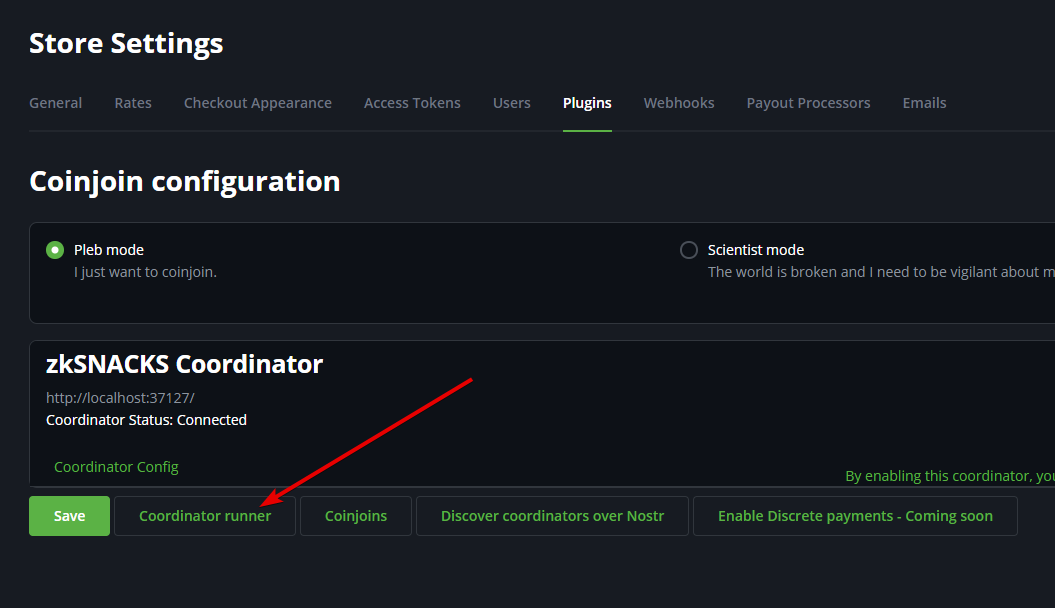 Store Settings
General Rates Checkout Appearance Access Tokens Users Plugins Webhooks Payout Processors Emails
Coinjoin configuration
Pleb mode
I just want to coinjoin.
Scientist mode
The world is broken and I need to be vigilant about m
zkSNACKS Coordinator
http://localhost:37127/
Coordinator Status: Connected
Coordinator Config
By enabling this coordinator, you
Save Coordinator runner Coinjoins Discover coordinators over Nostr Enable Discrete payments - Coming soon